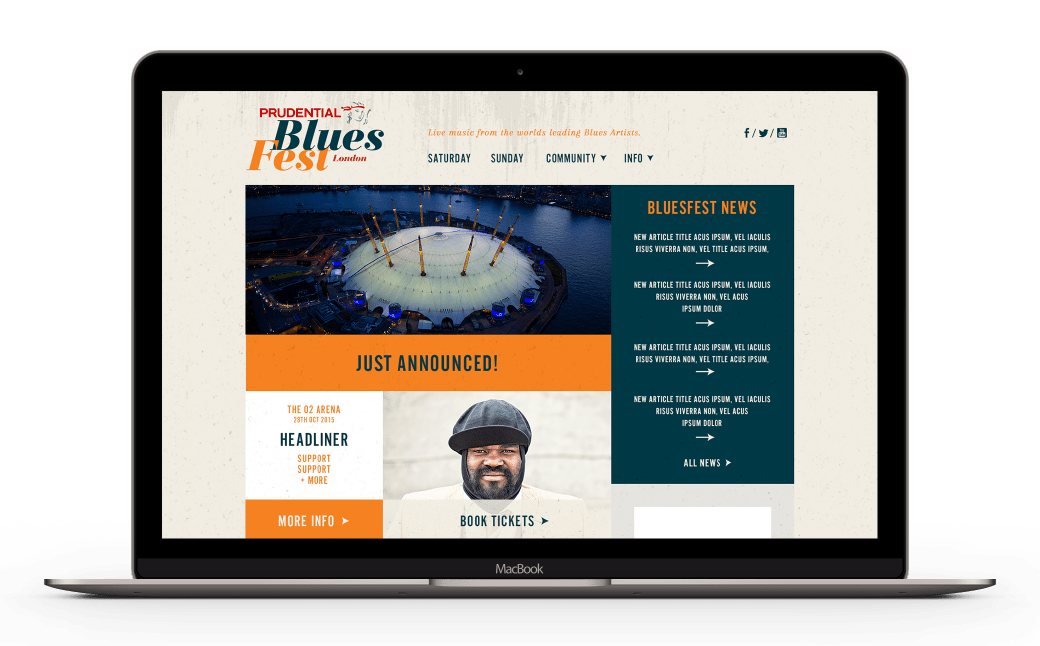 PRUDENTIAL
Blues
Fest
London
Live music from the worlds leading Blues Artists.
SATURDAY SUNDAY COMMUNITY INFO
BLUESFEST NEWS
NEW ARTICLE TITLE ACUS IPSUM, VEL IACULIS
RISUS VIVERRA NON, VEL TITLE ACUS IPSUM,
NEW ARTICLE TITLE ACUS IPSUM, VEL IACULIS
RISUS VIVERRA NON, VEL ACUS
IPSUM DOLOR
NEW ARTICLE TITLE ACUS IPSUM, VEL IACULIS
RISUS VIVERRA NON, VEL TITLE ACUS IPSUM,
NEW ARTICLE TITLE ACUS IPSUM, VEL IACULIS
RISUS VIVERRA NON, VEL ACUS
IPSUM DOLOR
ALL NEWS
JUST ANNOUNCED!
THE O2 ARENA
28TH OCT 2015
HEADLINER
SUPPORT
SUPPORT
+ MORE
MORE INFO
BOOK TICKETS
MacBook